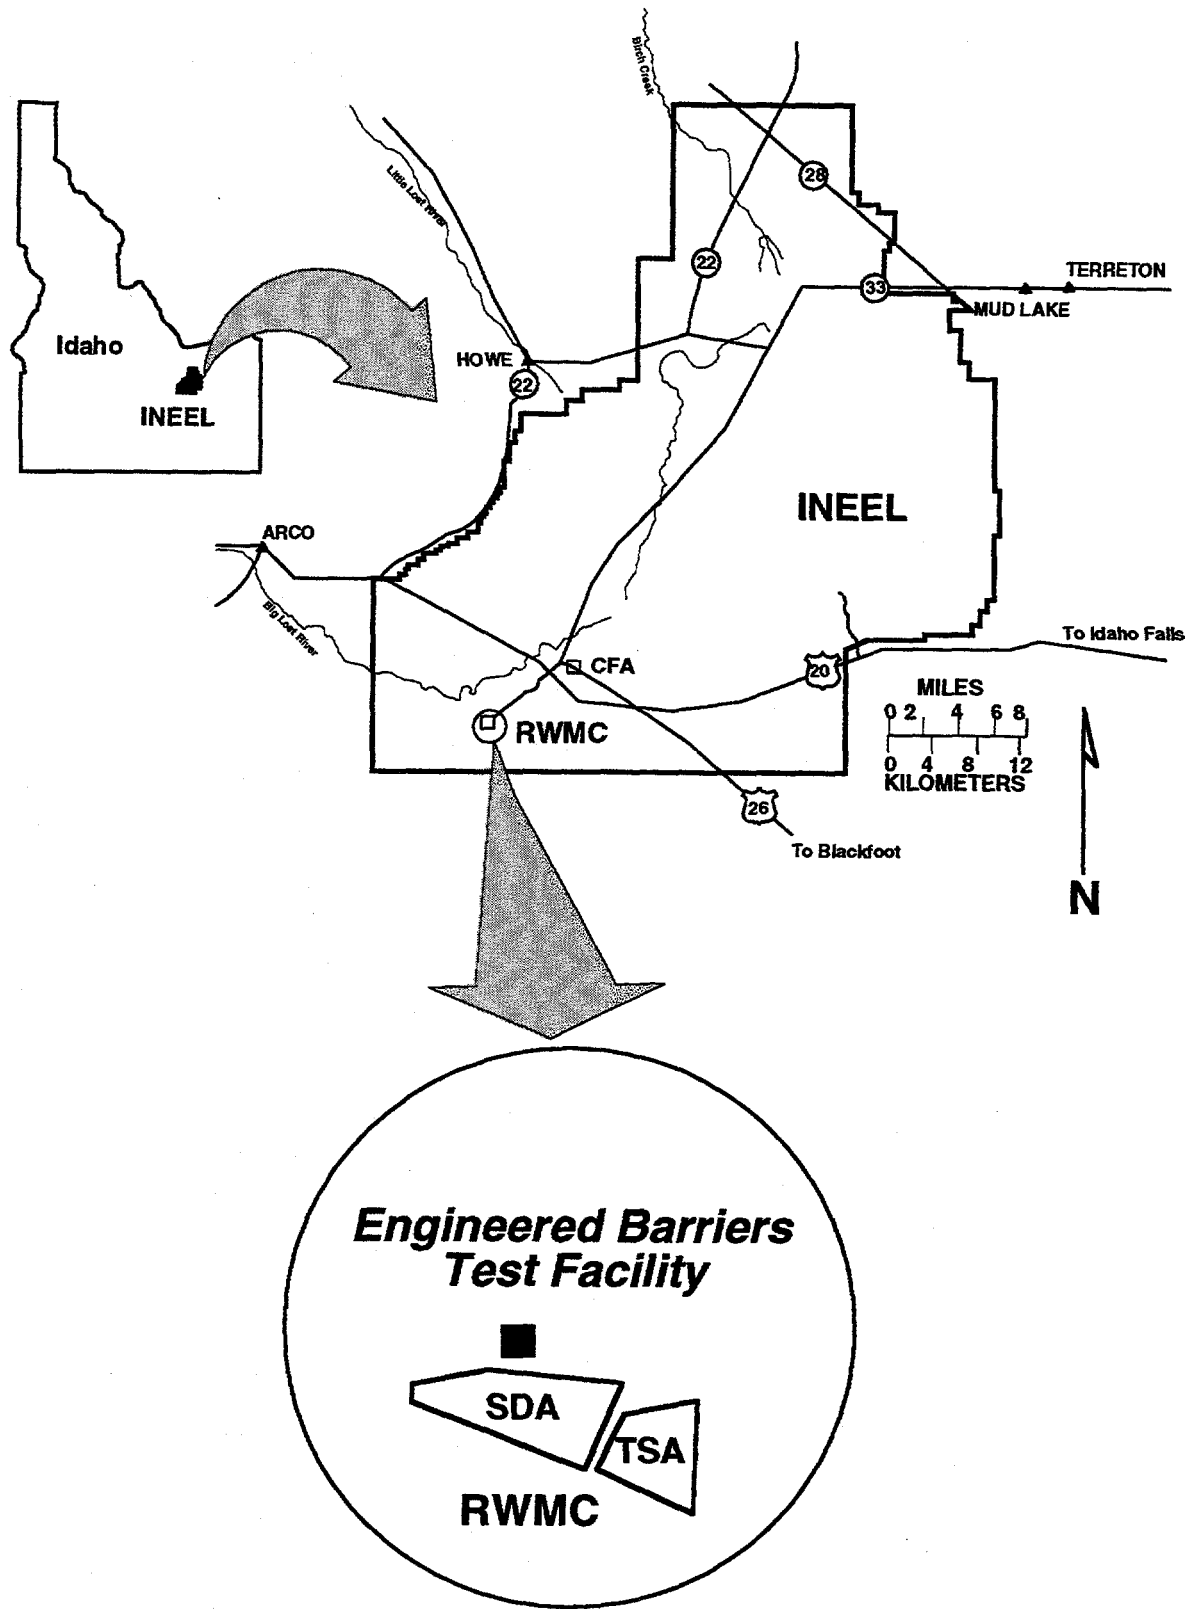 Birch Creek
Little Lost River
28
22
TERRETON
33
MUD LAKE
Idaho
HOWE
22
INEEL
INEEL
ARCO
Big Lost River
To Idaho Falls
CFA
20
MILES
0 2 4 6 8
RWMC
0 4 8 12
KILOMETERS
26
To Blackfoot
N
Engineered Barriers
Test Facility
SDA
TSA
RWMC